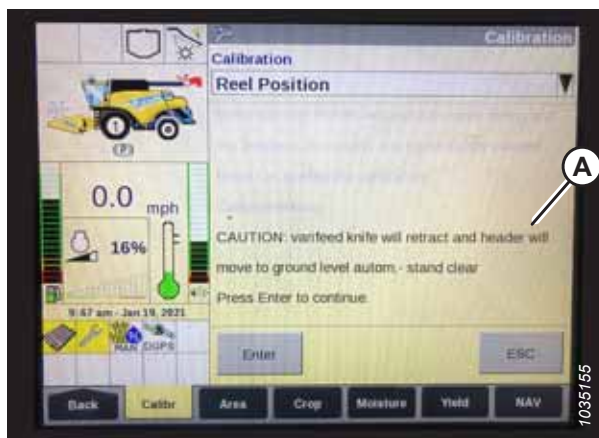 Calibration
Calibration
Reel Position
A
1
(P)
0.0 mph
16%
CAUTION: varifeed knife will retract and header will
move to ground level autom.- stand clear
Press Enter to continue.
9:47 am - Jan 19, 2021
MAN DGPS
Enter ESC
Back Calibr Area Crop Moisture Yield NAV
1035155